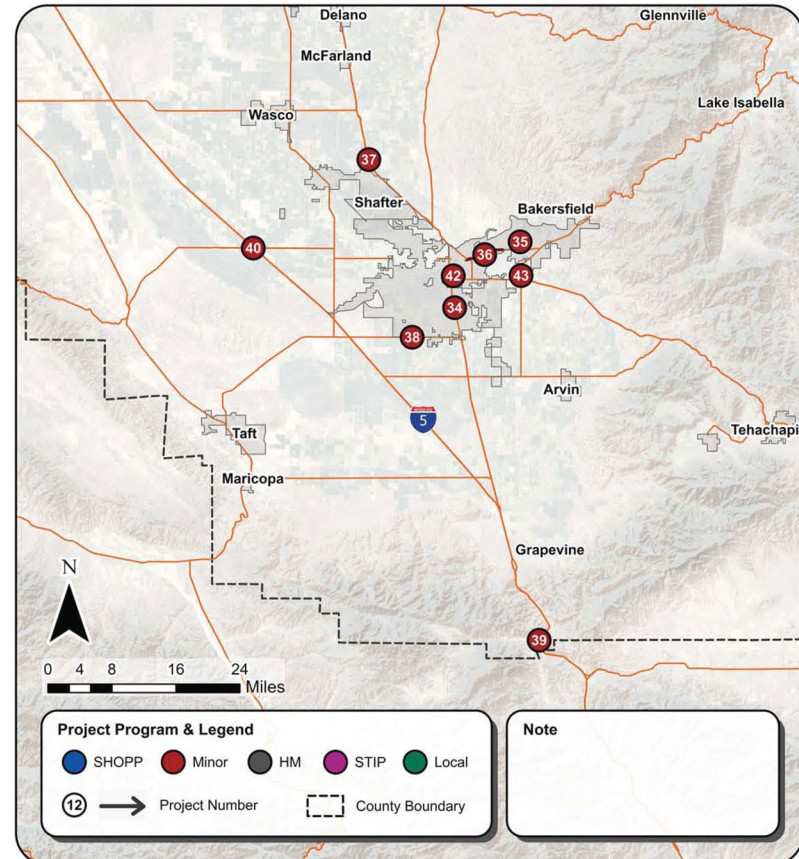 Delano
Glennville
McFarland
Lake Isabella
Wasco
37
Shafter
Bakersfield
35
40
36
42
43
34
38
Arvin
INTERSTATE
5
Taft
Tehachapi
Maricopa
Grapevine
N
39
0 4 8 16 24
Miles
Project Program & Legend
SHOPP Minor HM STIP Local
12 Project Number County Boundary
Note